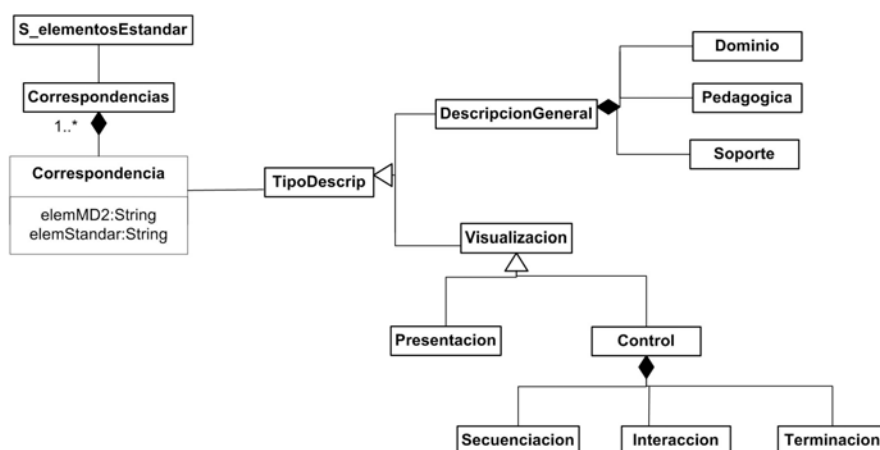 S_elementosEstandar
Dominio
Correspondencias
Pedagogica
DescripcionGeneral
1..*
Soporte
Correspondencia
TipoDescrip
elemMD2:String
elemStandar:String
Visualizacion
Presentacion
Control
Secuenciacion
Interaccion
Terminacion